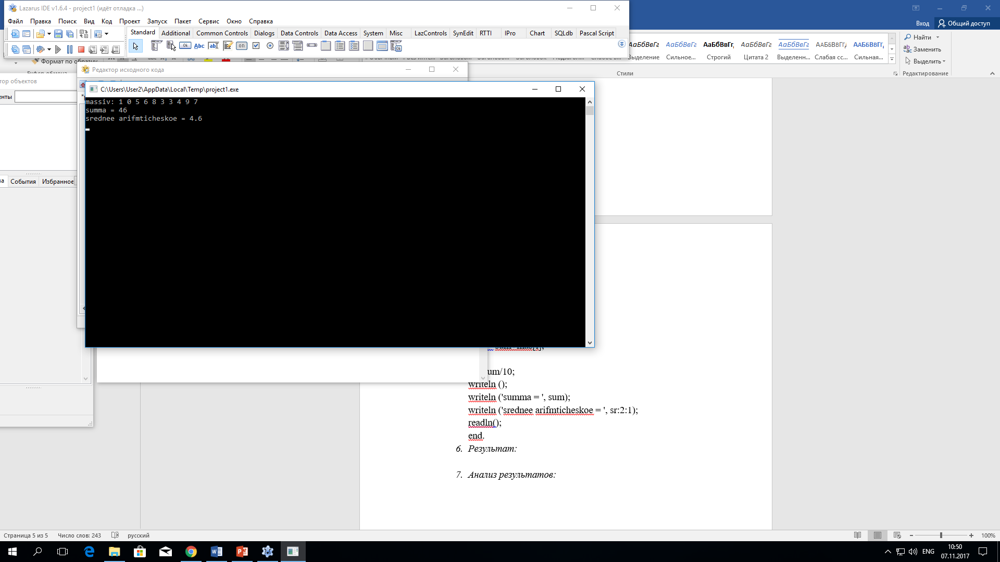 Lazarus IDE v1.6.4 - project1 (идёт отладка ...)
Файл Правка Поиск Вид Код Проект Запуск Пакет Сервис Окно Справка
Standard Additional Common Controls Dialogs Data Controls Data Access System Misc LazControls SynEdit RTTI IPro Chart SQLdb Pascal Script
Вход Общий доступ
АаБбВвГг АаБбВвГг АаБбВвГг, АаБбВвГг АаБбВвГг ААББВВГГ, ААББВВГГ,
Выделение Сильное... Строгий Цитата 2 Выделенн... Слабая сс... Сильная...
Стили
Найти
Заменить
Выделить
Редактирование
Формат по образцу
Редактор исходного кода
тор объектов
енты
ва События Избранное
C:\Users\User2\AppData\Local\Temp\project1.exe
massiv: 1 0 5 6 8 3 3 4 9 7
summa = 46
srednee arifmticheskoe = 4.6
um/10;
writeln ();
writeln ('summa = ', sum);
writeln ('srednee arifmticheskoe = ', sr:2:1);
readln();
end.
6. Результат:
7. Анализ результатов:
Страница 5 из 5 Число слов: 243 русский
100%
ENG
10:50
07.11.2017